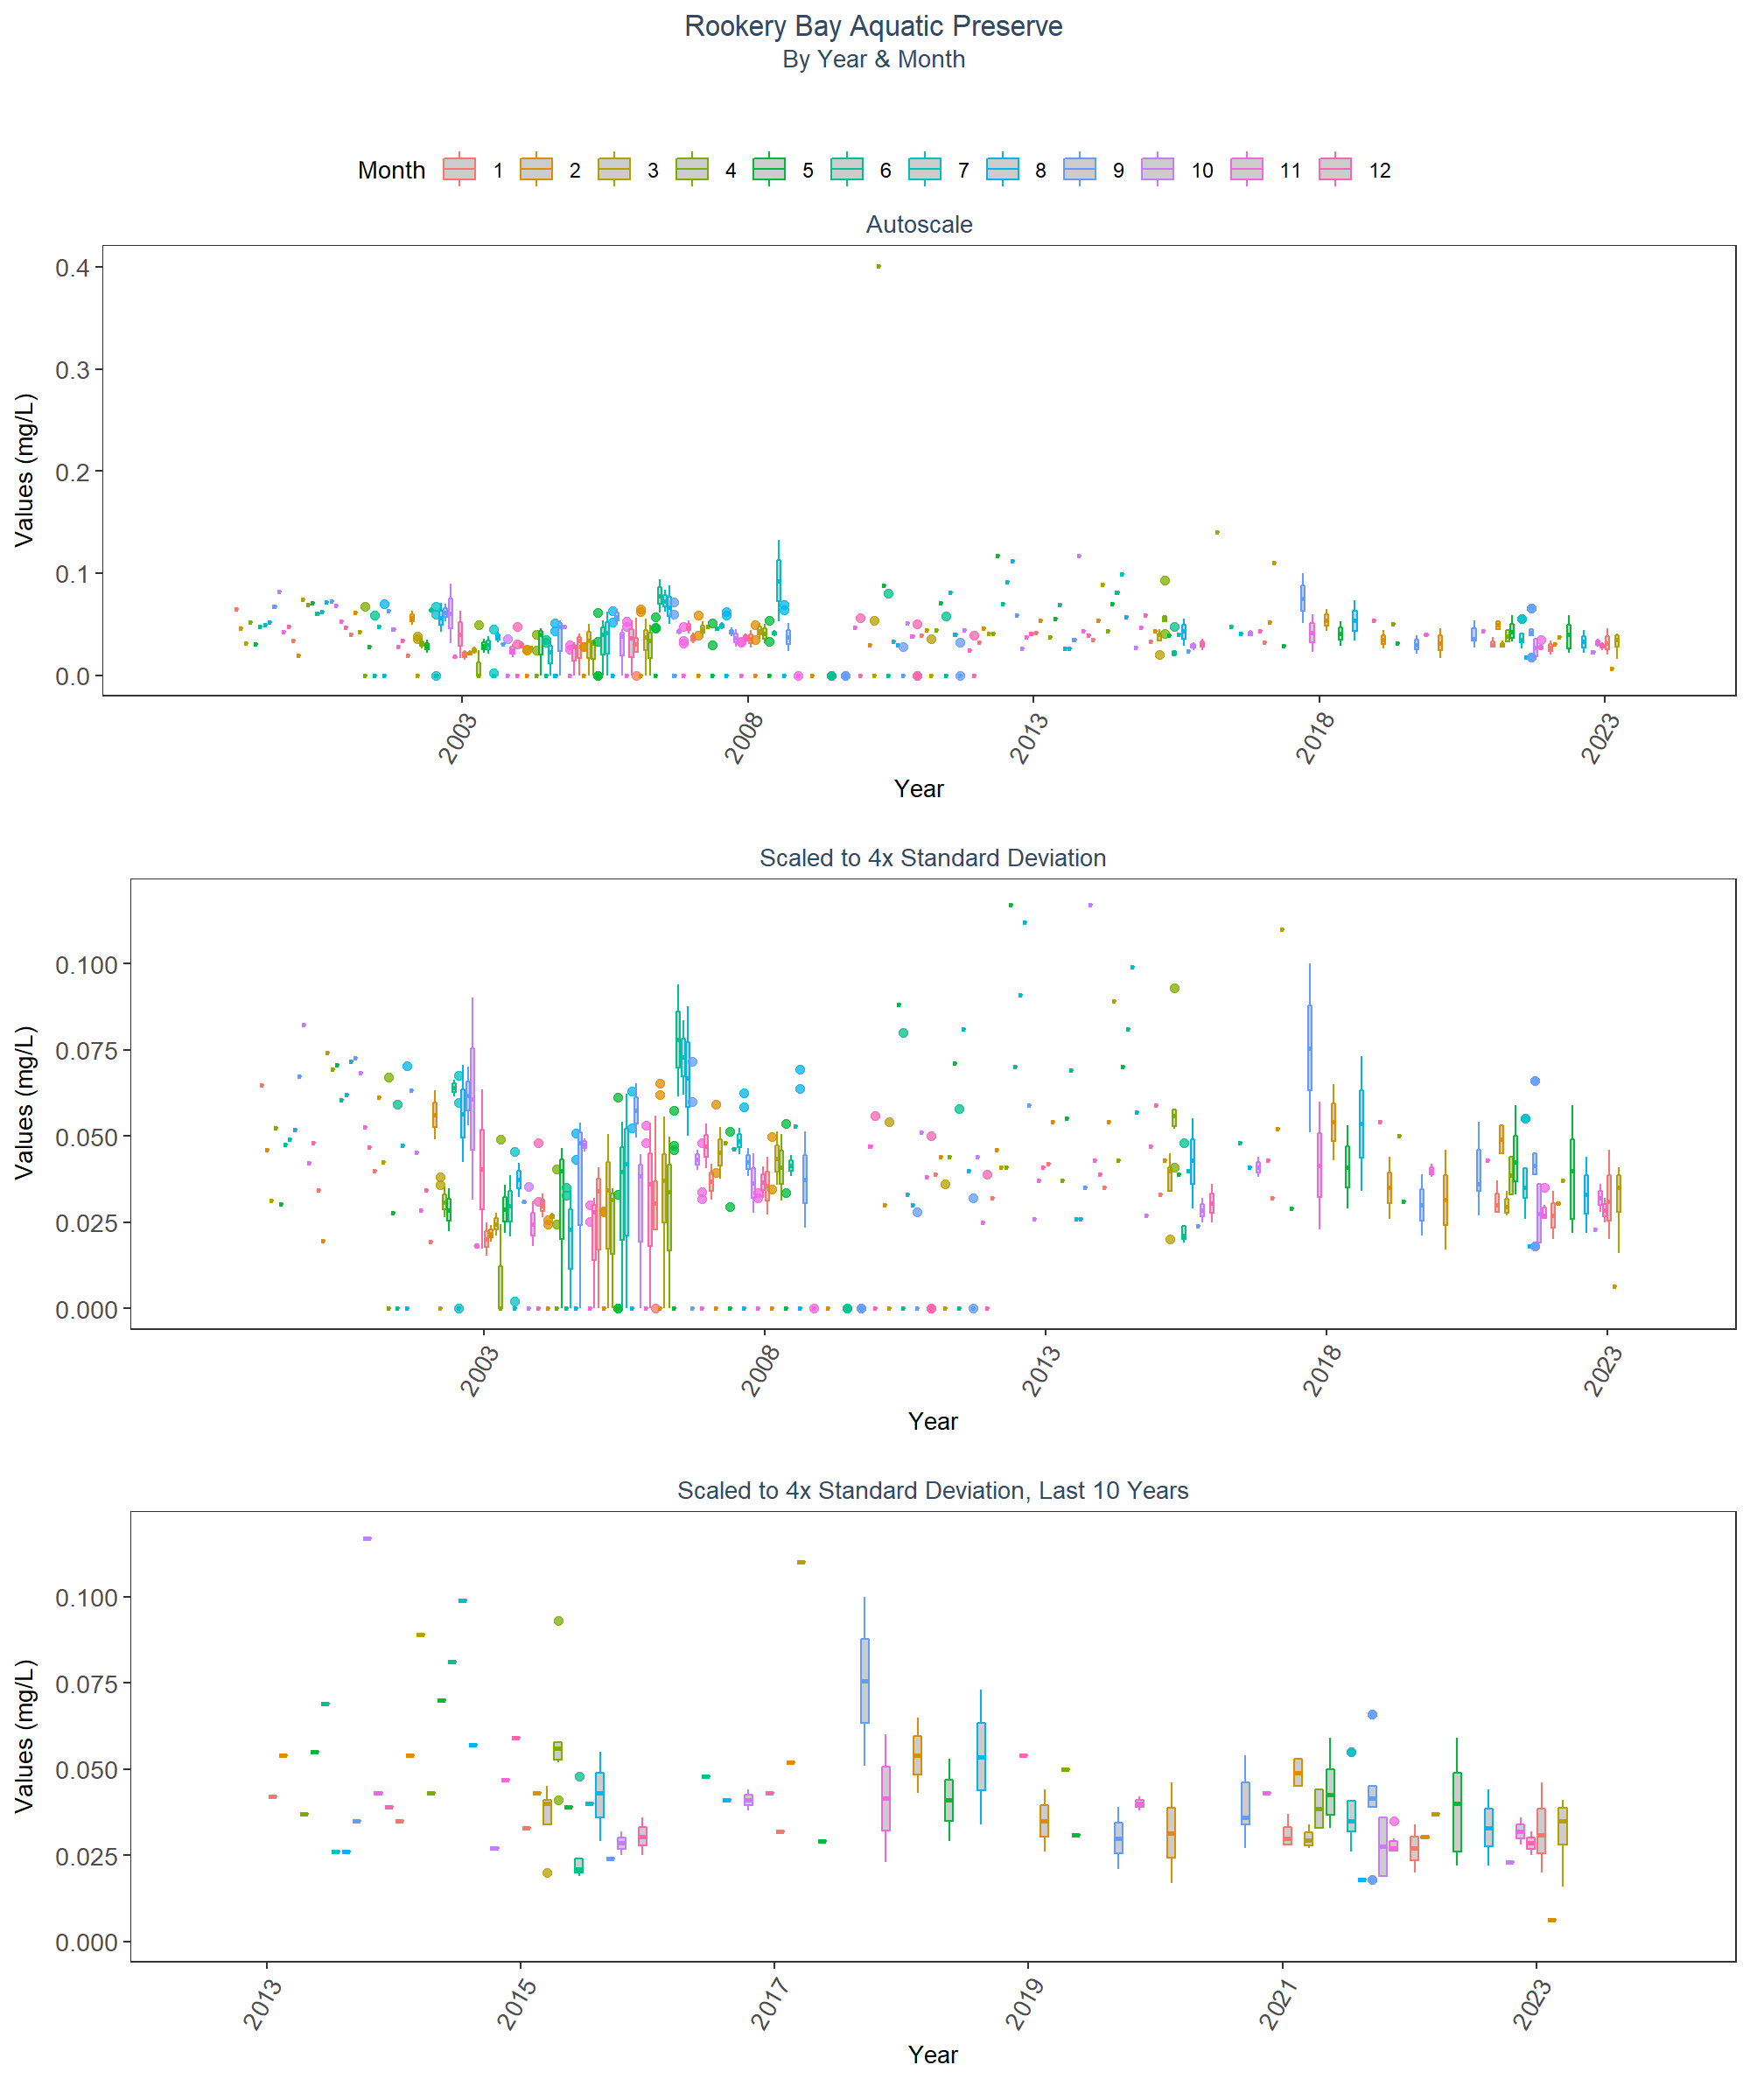 Rookery Bay Aquatic Preserve
By Year & Month
Month 1 2 3 4 5 6 7 8 9 10 11 12
Autoscale
Values (mg/L)
0.4
0.3
0.2
0.1
0.0
2003 2008 2013 2018 2023
Year
Scaled to 4x Standard Deviation
Values (mg/L)
0.100
0.075
0.050
0.025
0.000
2003 2008 2013 2018 2023
Year
Scaled to 4x Standard Deviation, Last 10 Years
Values (mg/L)
0.100
0.075
0.050
0.025
0.000
2013 2015 2017 2019 2021 2023
Year